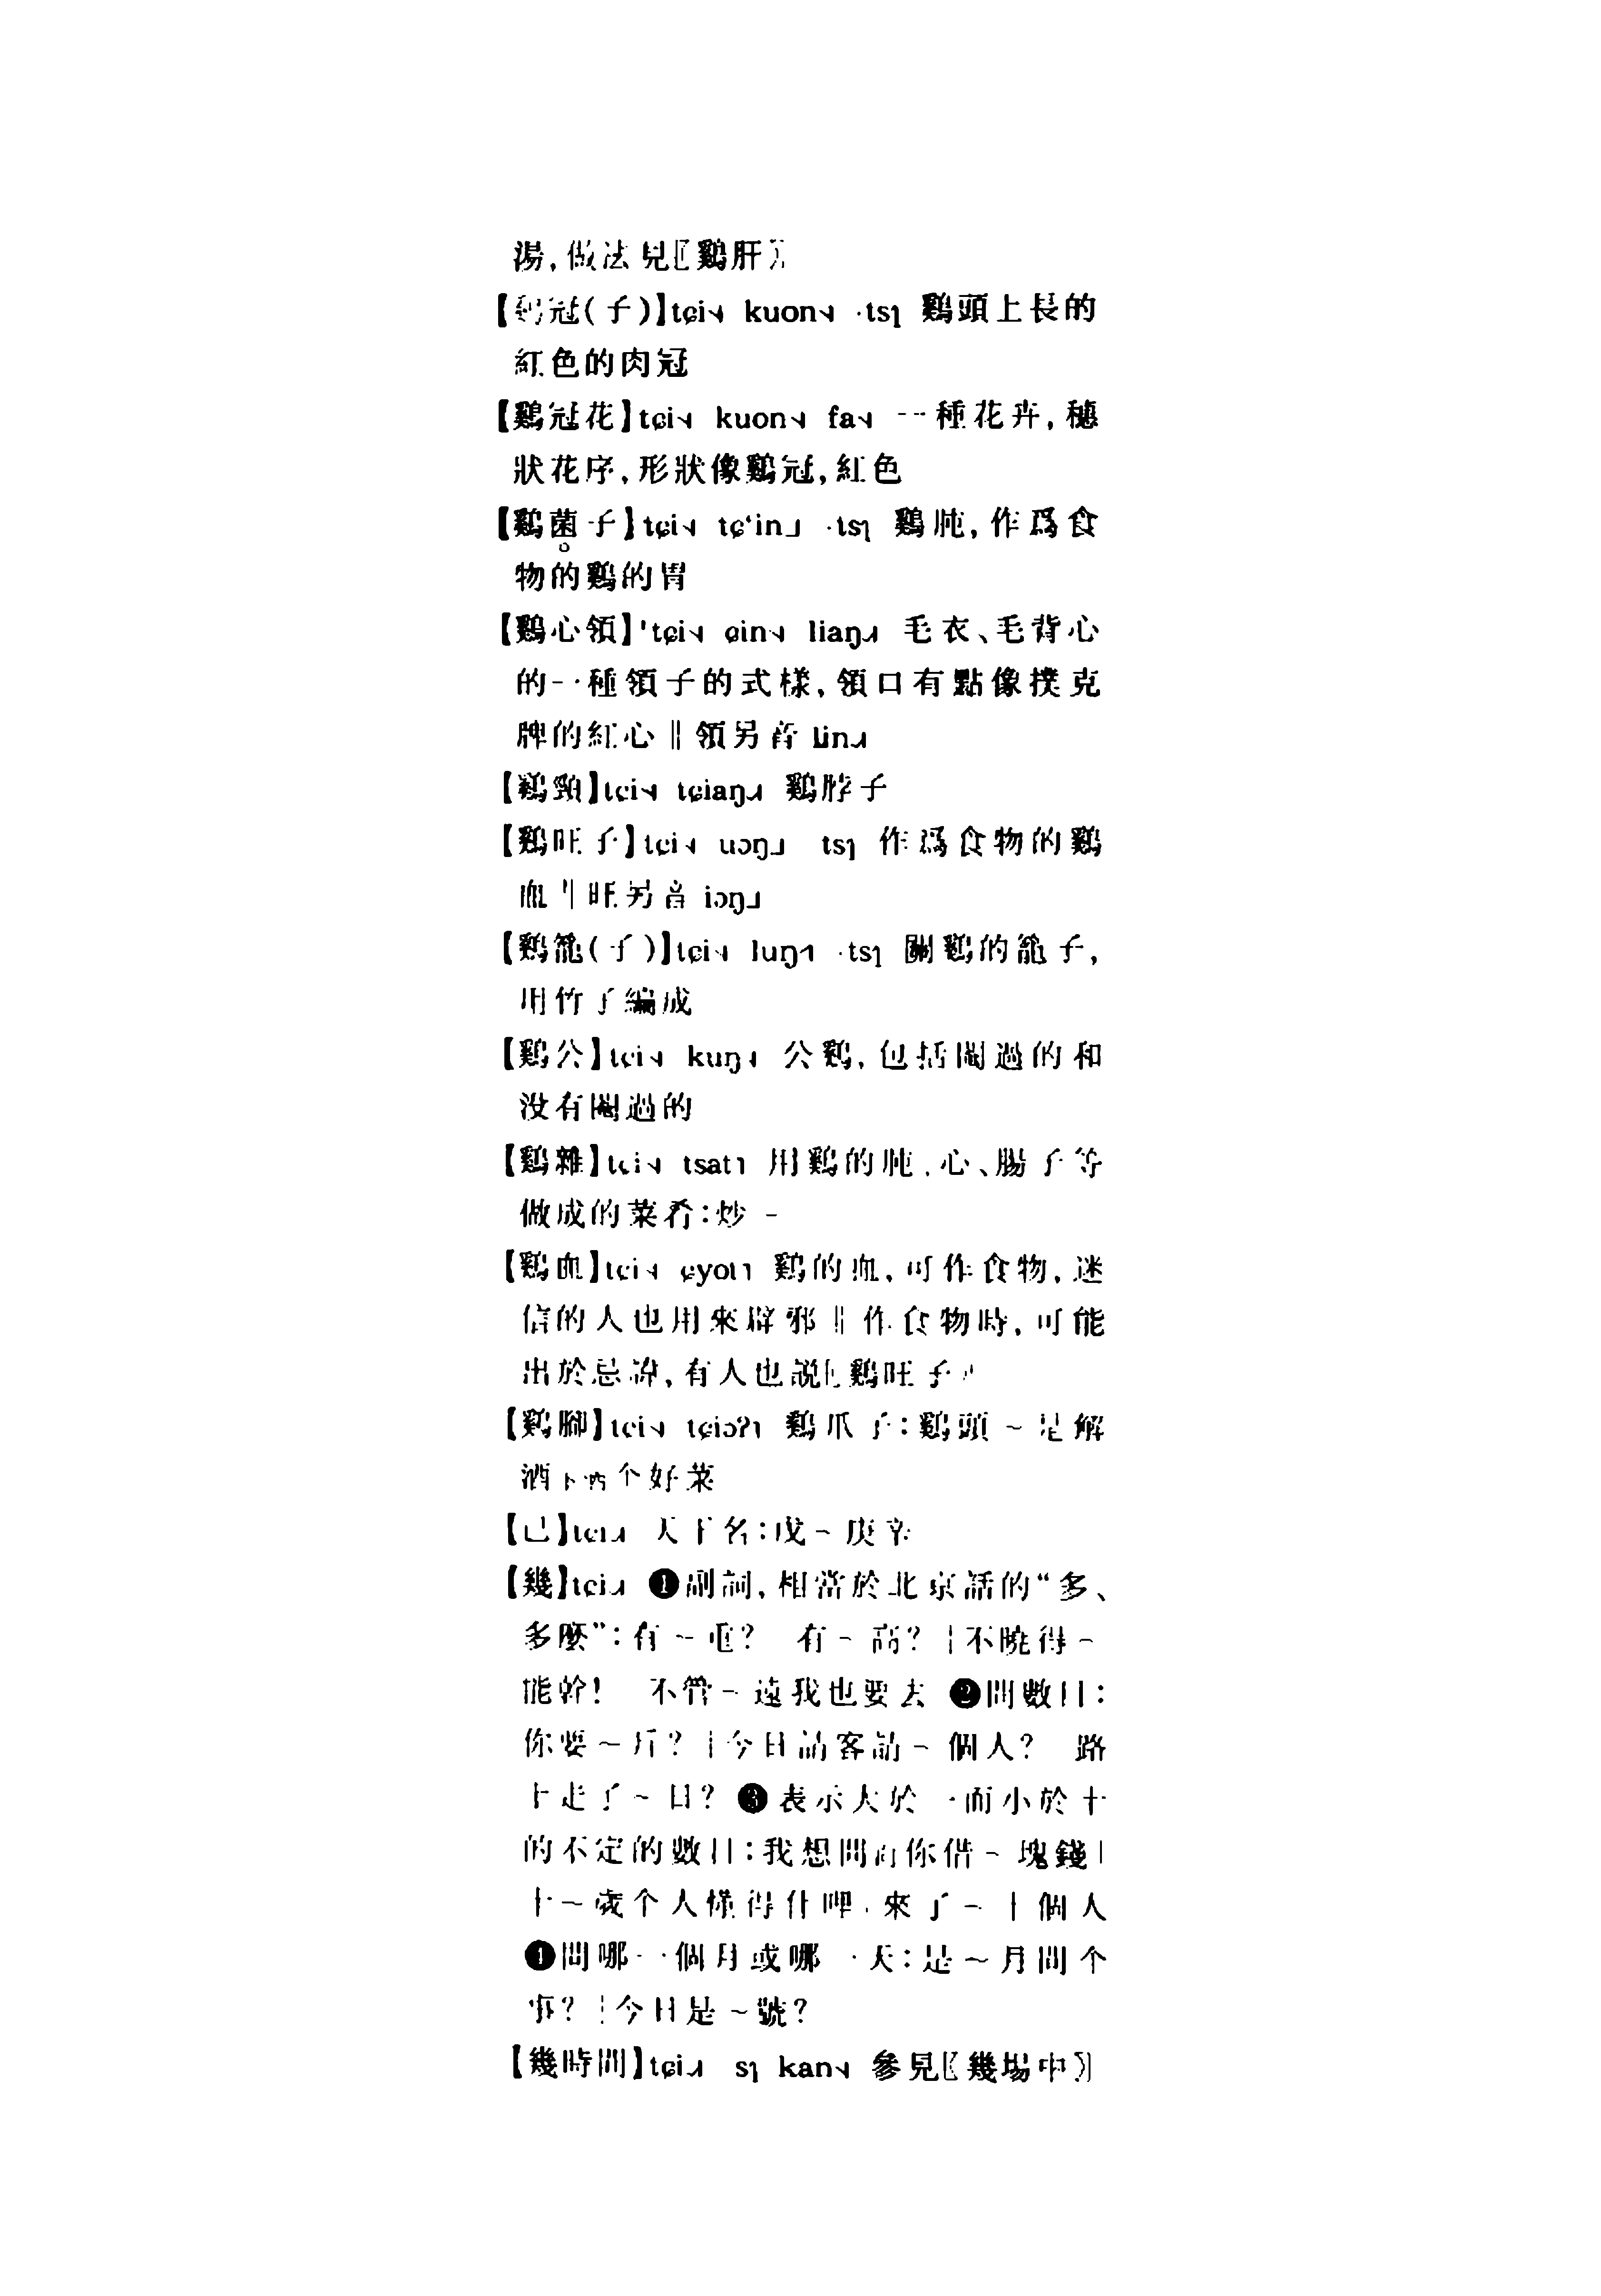 湯,做法見〖鷄肝〗
【鷄冠(子)】tɕi˧˨ kuon˧˨ ·tsɿ 鷄頭上長的
紅色的肉冠
【鷄冠花】tɕi˧˨ kuon˧˨ fa˧˨ 一種花卉,穗
狀花序,形狀像鷄冠,紅色
【鷄菌子】tɕi˧˨ tɕ‘in˩ ·tsɿ 鷄肫,作爲食
物的鷄的胃
【鷄心領】tɕi˧˨ ɕin˧˨ liaŋ 毛衣、毛背心
的一種領子的式樣,領口有點像撲克
牌的紅心‖領另音 lin
【鷄頸】tɕi˧˨ tɕiaŋ 鷄脖子
【鷄旺子】tɕi˧˨ uɔŋ˩ tsɿ 作爲食物的鷄
血‖旺另音 iɔŋ˩
【鷄籠(子)】tɕi˧˨ luŋ ·tsɿ 關鷄的籠子,
用竹子編成
【鷄公】tɕi˧˨ kuŋ˧˨ 公鷄,包括閹過的和
没有閹過的
【鷄雜】tɕi˧˨ tsat 用鷄的肫、心、腸子等
做成的菜肴:炒~
【鷄血】tɕi˧˨ ɕyot 鷄的血,可作食物,迷
信的人也用來辟邪‖作食物時,可能
出於忌諱,有人也説〖鷄旺子〗
【鷄腳】tɕi˧˨ tɕiɔʔ 鷄爪子:鷄頭~是解
酒下酒个好菜
【己】tɕi 天干名:戊~庚辛
【幾】tɕi ❶副詞,相當於北京話的“多、
多麽”:有~重? 有~高?|不曉得~
能幹! 不管~遠我也要去 ❷問數目:
你要~斤?|今日請客請~個人? 路
上走了~日? ❸表示大於一而小於十
的不定的數目:我想問向你借~塊錢|
十~歲个人懂得什哩|來了~十個人
❹問哪一個月或哪一天:是~月間个
事?|今日是~號?
【幾時間】tɕi sɿ kan˧˨ 參見〖幾場中〗